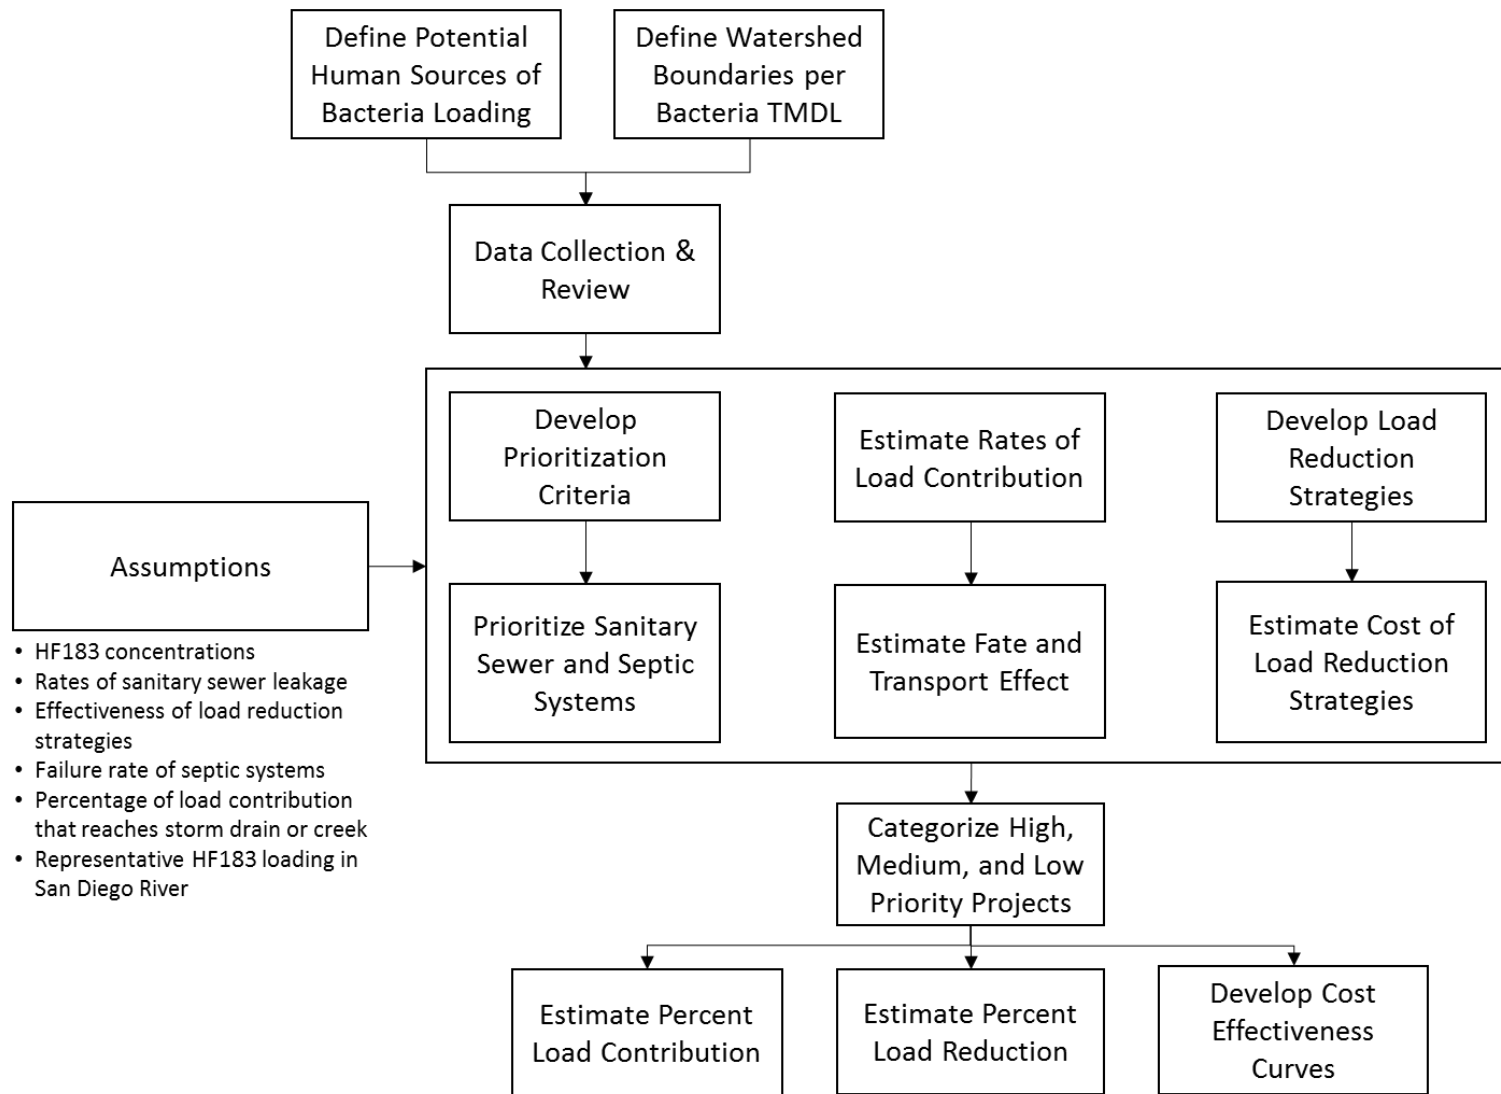 Define Potential
Human Sources of
Bacteria Loading
Define Watershed
Boundaries per
Bacteria TMDL
Data Collection &
Review
Develop
Prioritization
Criteria
Estimate Rates of
Load Contribution
Develop Load
Reduction
Strategies
Assumptions
• HF183 concentrations
• Rates of sanitary sewer leakage
• Effectiveness of load reduction
strategies
• Failure rate of septic systems
• Percentage of load contribution
that reaches storm drain or creek
• Representative HF183 loading in
San Diego River
Prioritize Sanitary
Sewer and Septic
Systems
Estimate Fate and
Transport Effect
Estimate Cost of
Load Reduction
Strategies
Categorize High,
Medium, and Low
Priority Projects
Estimate Percent
Load Contribution
Estimate Percent
Load Reduction
Develop Cost
Effectiveness
Curves